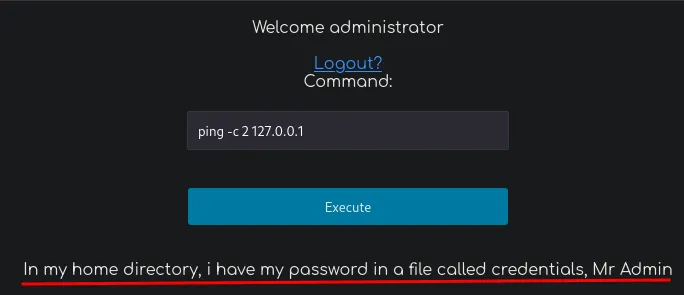 Welcome administrator
Logout?
Command:
ping -c 2 127.0.0.1
Execute
In my home directory, i have my password in a file called credentials, Mr Admin